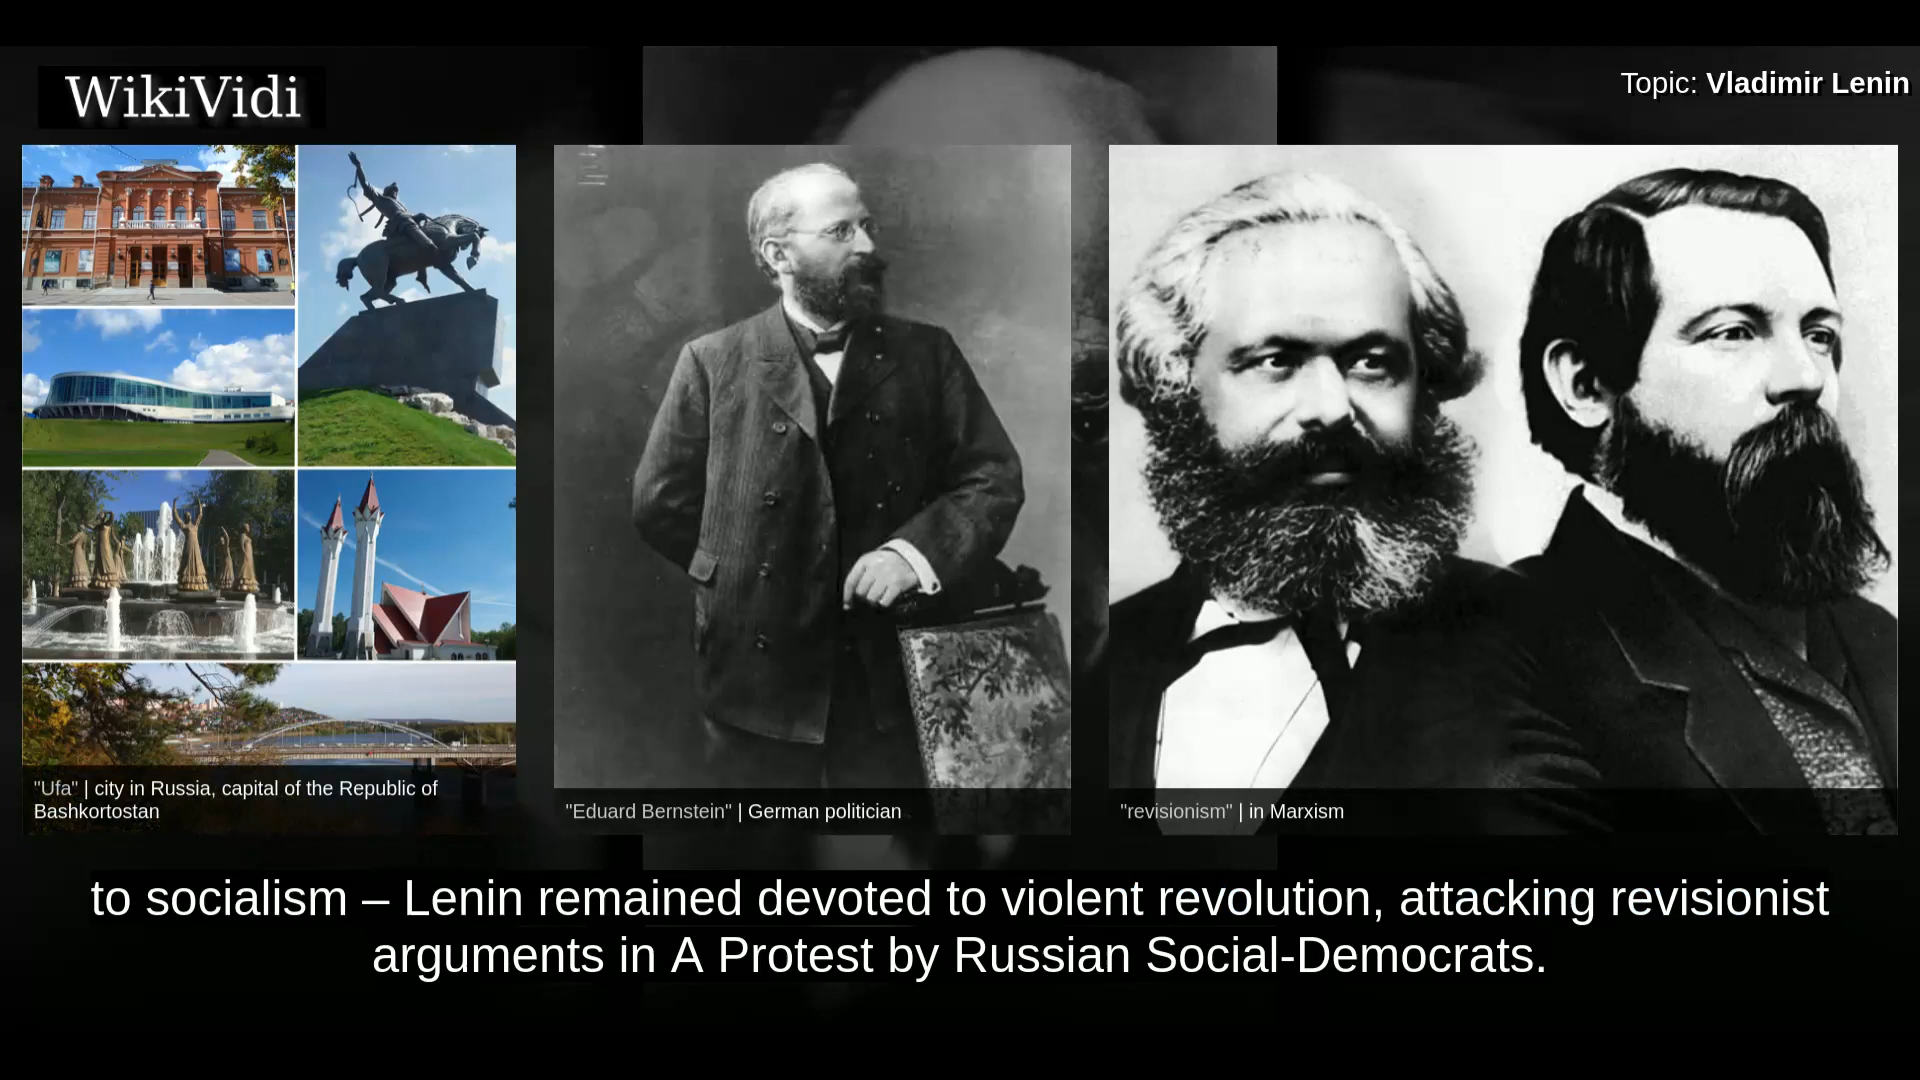 WikiVidi
Topic: Vladimir Lenin
"Ufa" | city in Russia, capital of the Republic of
Bashkortostan
"Eduard Bernstein" | German politician
"revisionism" | in Marxism
to socialism – Lenin remained devoted to violent revolution, attacking revisionist
arguments in A Protest by Russian Social-Democrats.